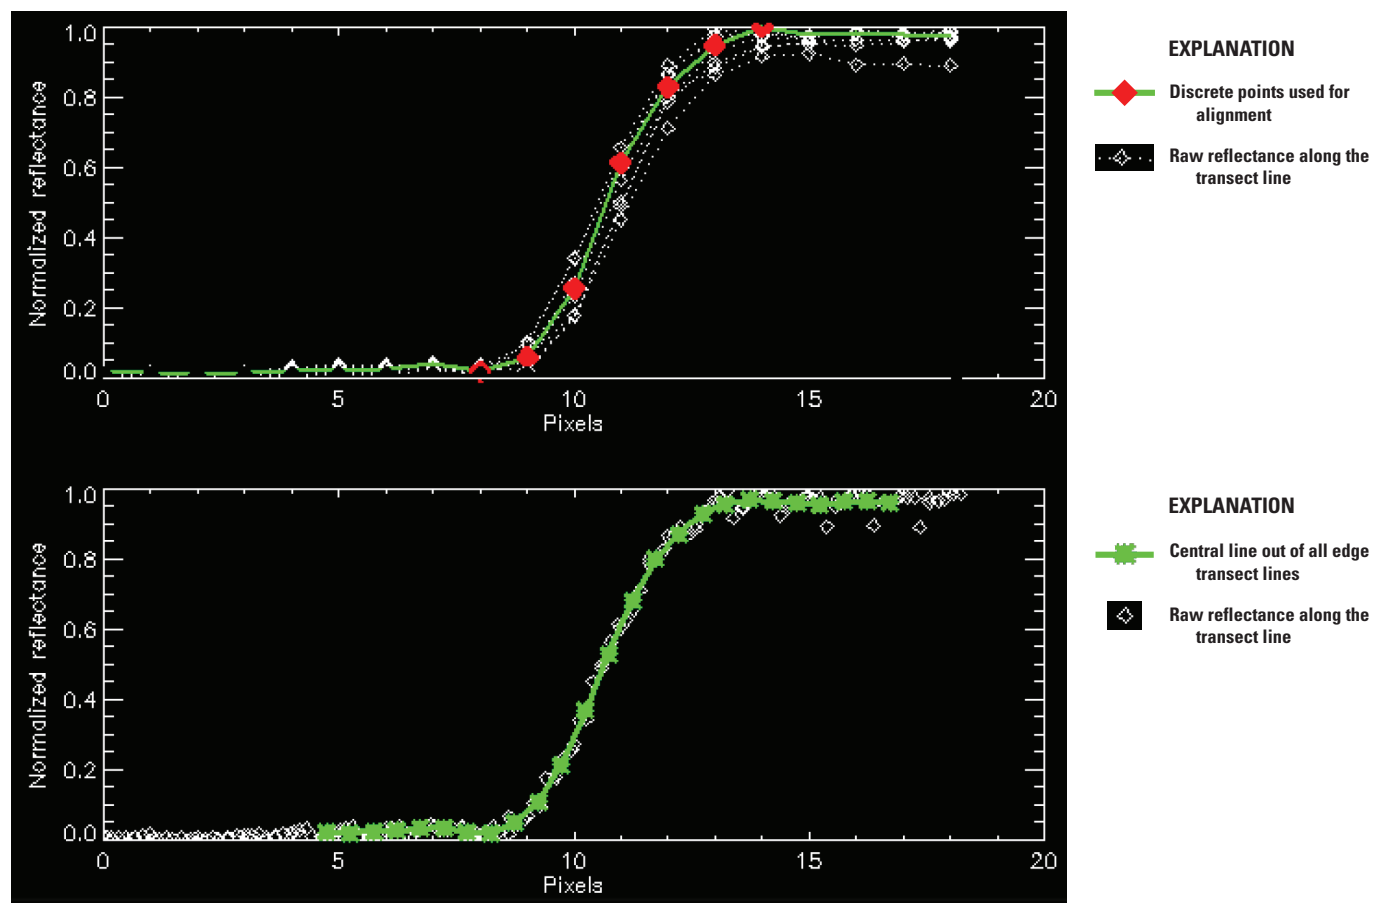 1.0
0.8
0.6
0.4
0.2
0.0
Normalized reflectance
0 5 10 15 20
Pixels
EXPLANATION
Discrete points used for
alignment
Raw reflectance along the
transect line
1.0
0.8
0.6
0.4
0.2
0.0
Normalized reflectance
0 5 10 15 20
Pixels
EXPLANATION
Central line out of all edge
transect lines
Raw reflectance along the
transect line